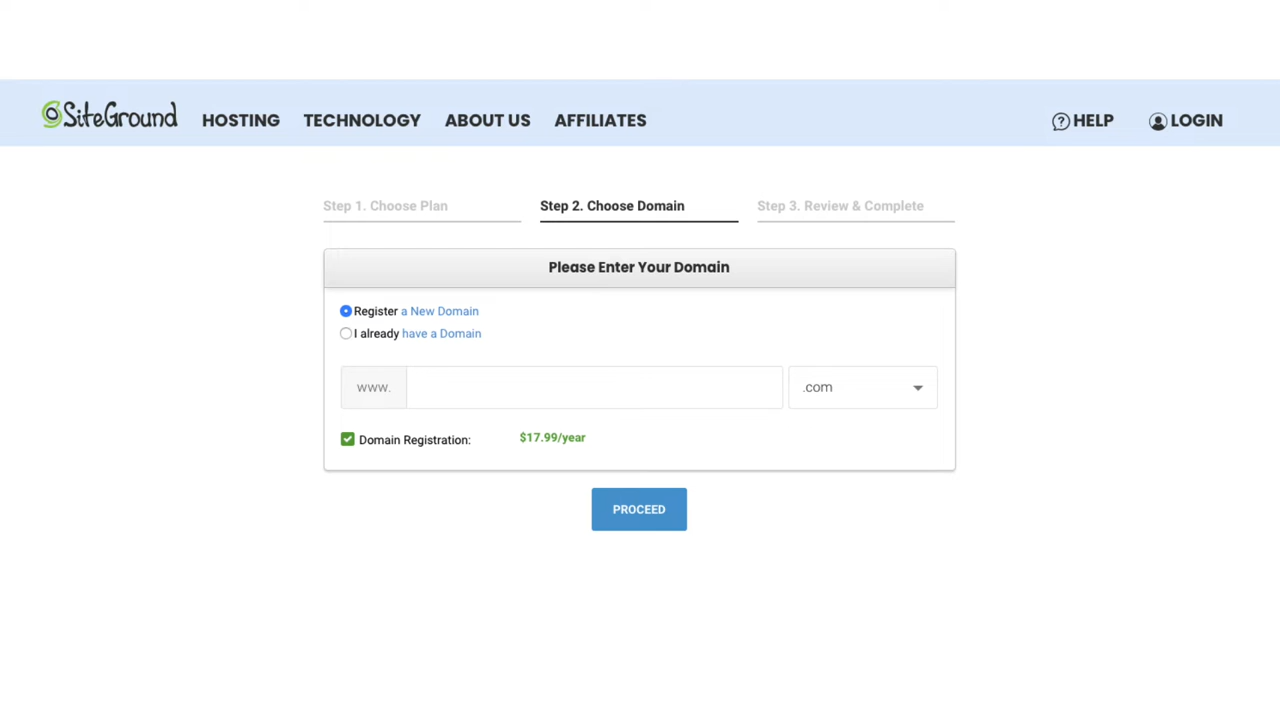 SiteGround HOSTING TECHNOLOGY ABOUT US AFFILIATES HELP LOGIN
Step 1. Choose Plan Step 2. Choose Domain Step 3. Review & Complete
Please Enter Your Domain
Register a New Domain
I already have a Domain
www. .com
Domain Registration: $17.99/year
PROCEED